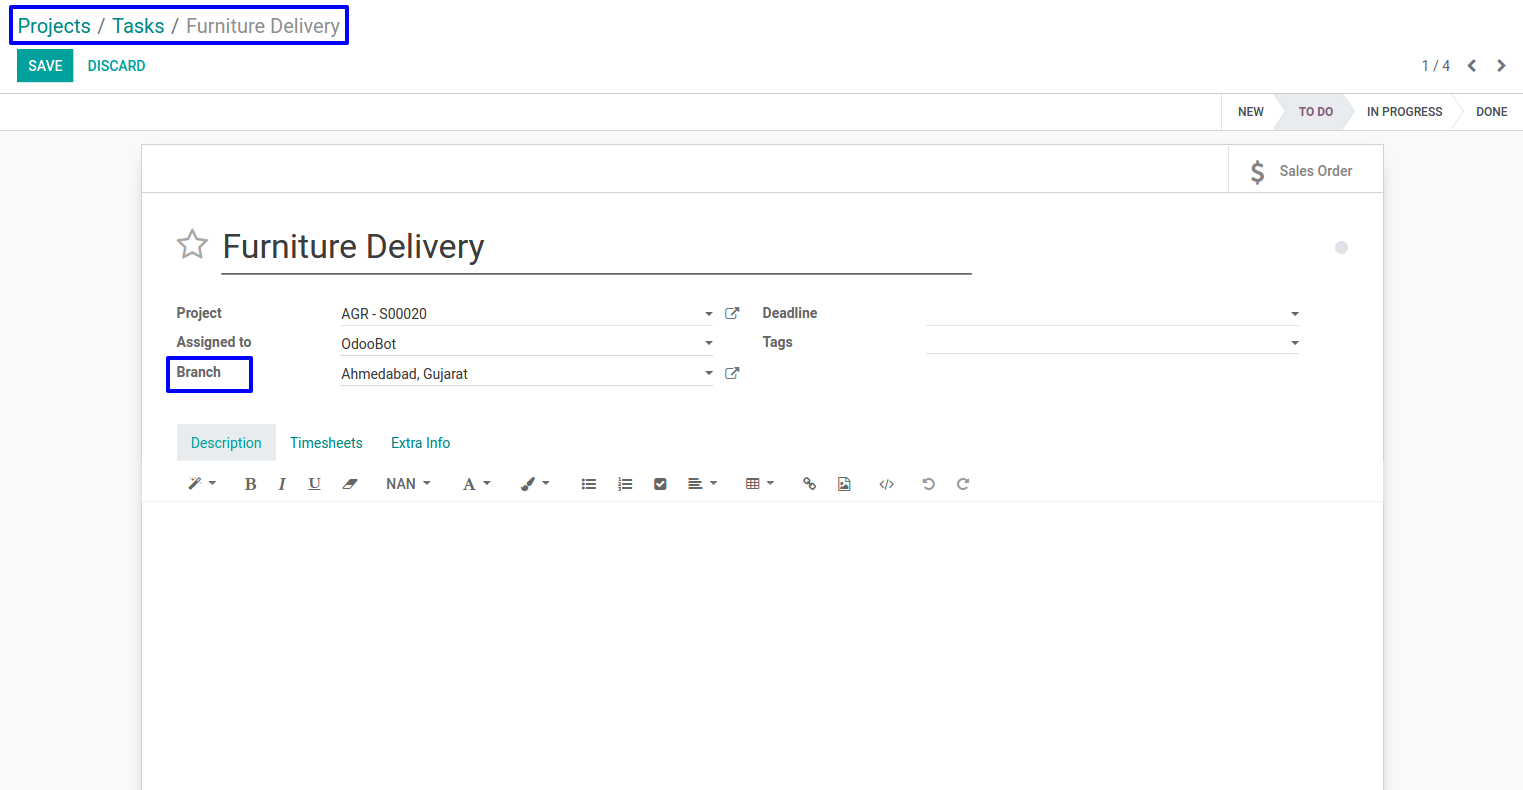 Projects / Tasks / Furniture Delivery
SAVE DISCARD
1 / 4
NEW TO DO IN PROGRESS DONE
$ Sales Order
Furniture Delivery
Project AGR - S00020 Deadline
Assigned to OdooBot Tags
Branch Ahmedabad, Gujarat
Description Timesheets Extra Info
B I U NAN A